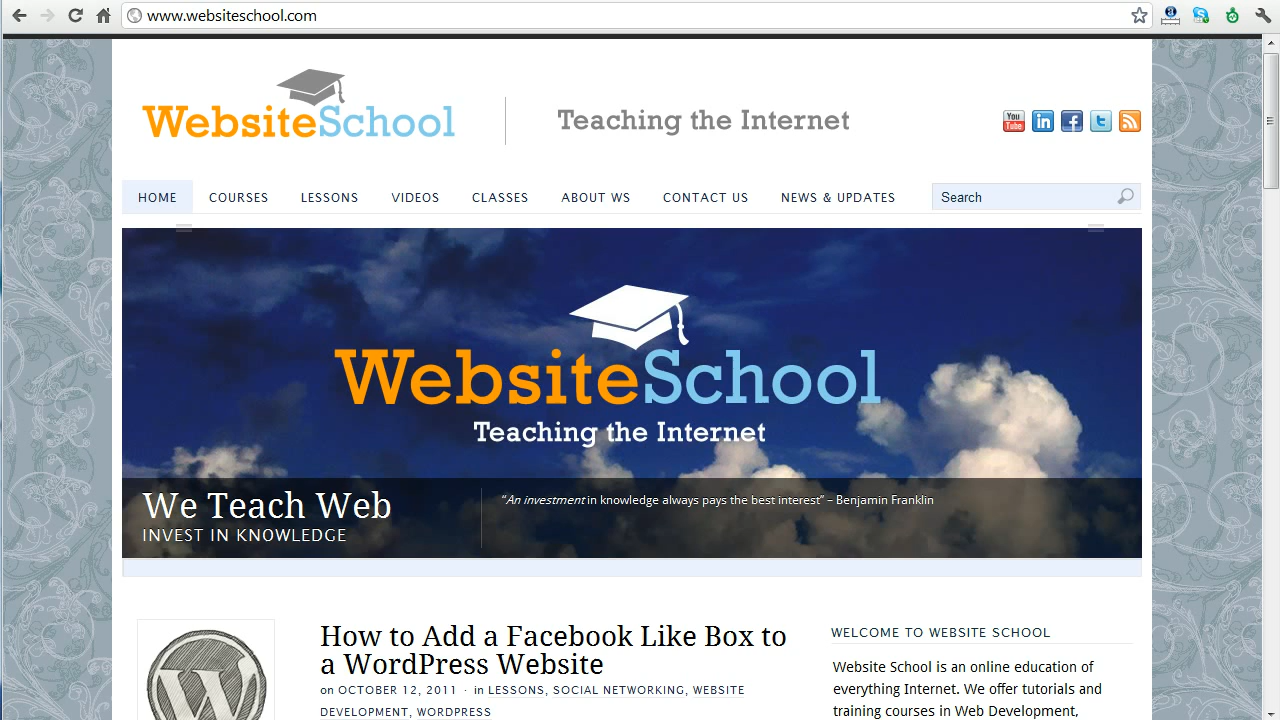 www.websiteschool.com
WebsiteSchool
Teaching the Internet
You
Tube
in
f
t
HOME COURSES LESSONS VIDEOS CLASSES ABOUT WS CONTACT US NEWS & UPDATES Search
WebsiteSchool
Teaching the Internet
We Teach Web
INVEST IN KNOWLEDGE
“An investment in knowledge always pays the best interest” – Benjamin Franklin
How to Add a Facebook Like Box to
a WordPress Website
on OCTOBER 12, 2011 · in LESSONS, SOCIAL NETWORKING, WEBSITE
DEVELOPMENT, WORDPRESS
WELCOME TO WEBSITE SCHOOL
Website School is an online education of
everything Internet. We offer tutorials and
training courses in Web Development,